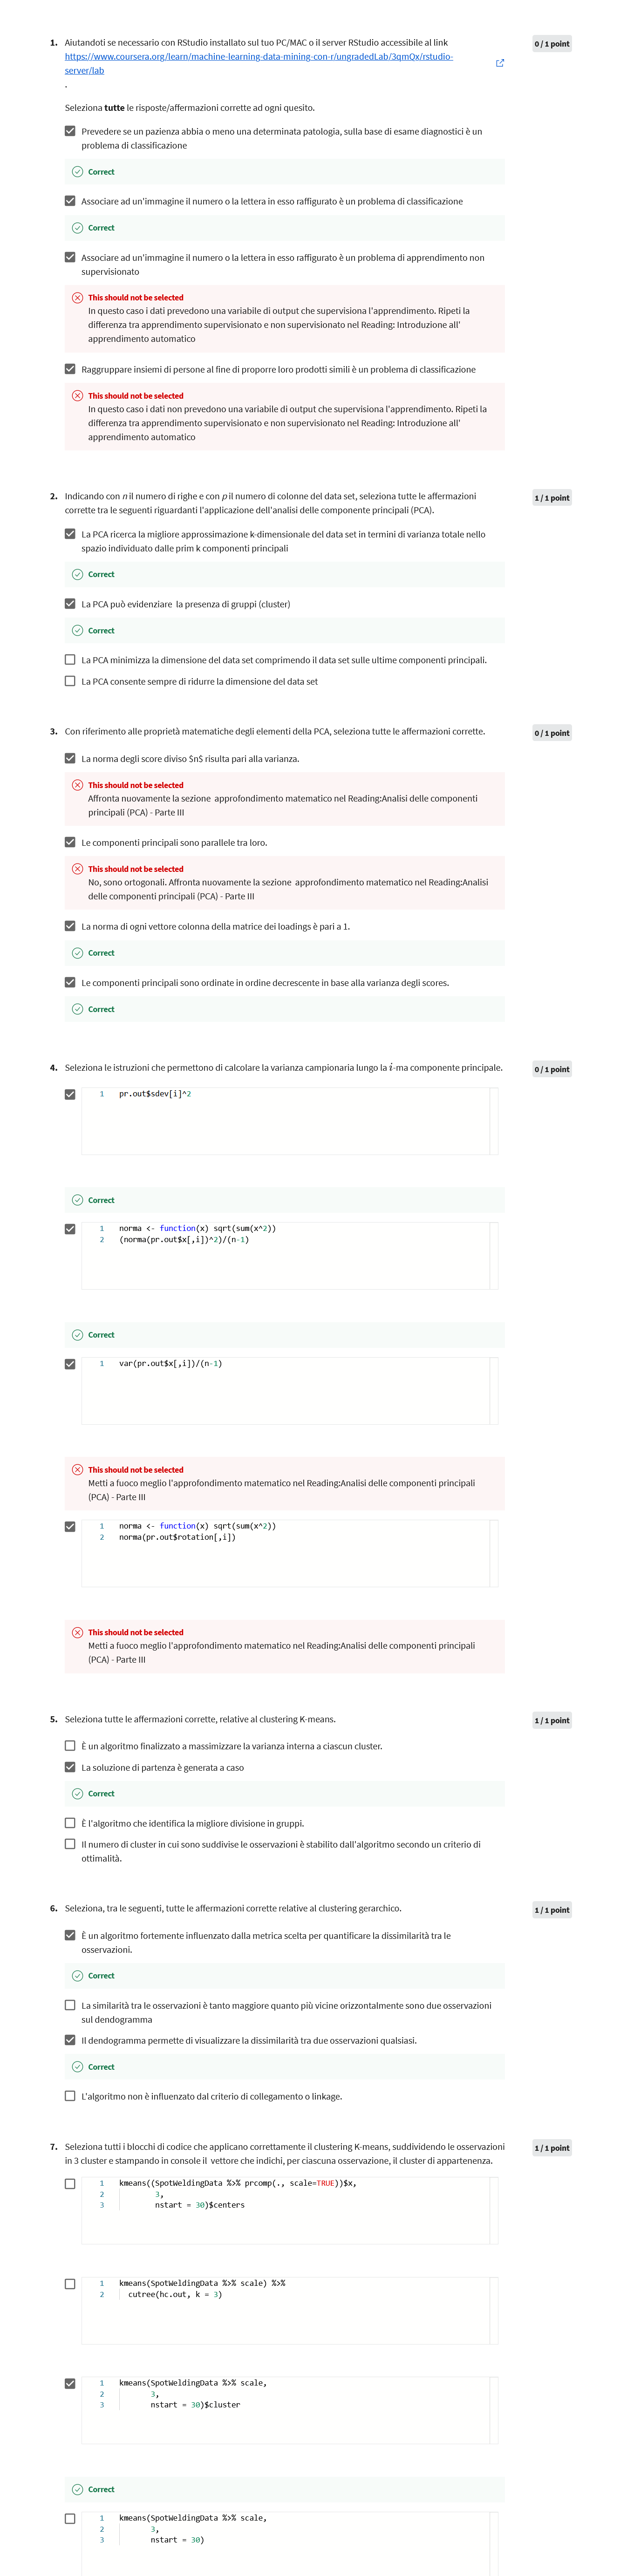 1. Aiutandoti se necessario con RStudio installato sul tuo PC/MAC o il server RStudio accessibile al link
0 / 1 point
https://www.coursera.org/learn/machine-learning-data-mining-con-r/ungradedLab/3qmQx/rstudio-
server/lab
.
Seleziona tutte le risposte/affermazioni corrette ad ogni quesito.
Prevedere se un pazienza abbia o meno una determinata patologia, sulla base di esame diagnostici è un
problema di classificazione
Correct
Associare ad un'immagine il numero o la lettera in esso raffigurato è un problema di classificazione
Correct
Associare ad un'immagine il numero o la lettera in esso raffigurato è un problema di apprendimento non
supervisionato
This should not be selected
In questo caso i dati prevedono una variabile di output che supervisiona l'apprendimento. Ripeti la
differenza tra apprendimento supervisionato e non supervisionato nel Reading: Introduzione all'
apprendimento automatico
Raggruppare insiemi di persone al fine di proporre loro prodotti simili è un problema di classificazione
This should not be selected
In questo caso i dati non prevedono una variabile di output che supervisiona l'apprendimento. Ripeti la
differenza tra apprendimento supervisionato e non supervisionato nel Reading: Introduzione all'
apprendimento automatico
2. Indicando con n il numero di righe e con p il numero di colonne del data set, seleziona tutte le affermazioni
1 / 1 point
corrette tra le seguenti riguardanti l'applicazione dell'analisi delle componente principali (PCA).
La PCA ricerca la migliore approssimazione k-dimensionale del data set in termini di varianza totale nello
spazio individuato dalle prim k componenti principali
Correct
La PCA può evidenziare la presenza di gruppi (cluster)
Correct
La PCA minimizza la dimensione del data set comprimendo il data set sulle ultime componenti principali.
La PCA consente sempre di ridurre la dimensione del data set
3. Con riferimento alle proprietà matematiche degli elementi della PCA, seleziona tutte le affermazioni corrette.
0 / 1 point
La norma degli score diviso $n$ risulta pari alla varianza.
This should not be selected
Affronta nuovamente la sezione approfondimento matematico nel Reading:Analisi delle componenti
principali (PCA) - Parte III
Le componenti principali sono parallele tra loro.
This should not be selected
No, sono ortogonali. Affronta nuovamente la sezione approfondimento matematico nel Reading:Analisi
delle componenti principali (PCA) - Parte III
La norma di ogni vettore colonna della matrice dei loadings è pari a 1.
Correct
Le componenti principali sono ordinate in ordine decrescente in base alla varianza degli scores.
Correct
4. Seleziona le istruzioni che permettono di calcolare la varianza campionaria lungo la i-ma componente principale.
0 / 1 point
1 pr.out$sdev[i]^2
Correct
1 norma <- function(x) sqrt(sum(x^2))
2 (norma(pr.out$x[,i])^2)/(n-1)
Correct
1 var(pr.out$x[,i])/(n-1)
This should not be selected
Metti a fuoco meglio l'approfondimento matematico nel Reading:Analisi delle componenti principali
(PCA) - Parte III
1 norma <- function(x) sqrt(sum(x^2))
2 norma(pr.out$rotation[,i])
This should not be selected
Metti a fuoco meglio l'approfondimento matematico nel Reading:Analisi delle componenti principali
(PCA) - Parte III
5. Seleziona tutte le affermazioni corrette, relative al clustering K-means.
1 / 1 point
È un algoritmo finalizzato a massimizzare la varianza interna a ciascun cluster.
La soluzione di partenza è generata a caso
Correct
È l'algoritmo che identifica la migliore divisione in gruppi.
Il numero di cluster in cui sono suddivise le osservazioni è stabilito dall'algoritmo secondo un criterio di
ottimalità.
6. Seleziona, tra le seguenti, tutte le affermazioni corrette relative al clustering gerarchico.
1 / 1 point
È un algoritmo fortemente influenzato dalla metrica scelta per quantificare la dissimilarità tra le
osservazioni.
Correct
La similarità tra le osservazioni è tanto maggiore quanto più vicine orizzontalmente sono due osservazioni
sul dendogramma
Il dendogramma permette di visualizzare la dissimilarità tra due osservazioni qualsiasi.
Correct
L'algoritmo non è influenzato dal criterio di collegamento o linkage.
7. Seleziona tutti i blocchi di codice che applicano correttamente il clustering K-means, suddividendo le osservazioni
1 / 1 point
in 3 cluster e stampando in console il vettore che indichi, per ciascuna osservazione, il cluster di appartenenza.
1 kmeans((SpotWeldingData %>% prcomp(., scale=TRUE))$x,
2 3,
3 nstart = 30)$centers
1 kmeans(SpotWeldingData %>% scale) %>%
2 cutree(hc.out, k = 3)
1 kmeans(SpotWeldingData %>% scale,
2 3,
3 nstart = 30)$cluster
Correct
1 kmeans(SpotWeldingData %>% scale,
2 3,
3 nstart = 30)